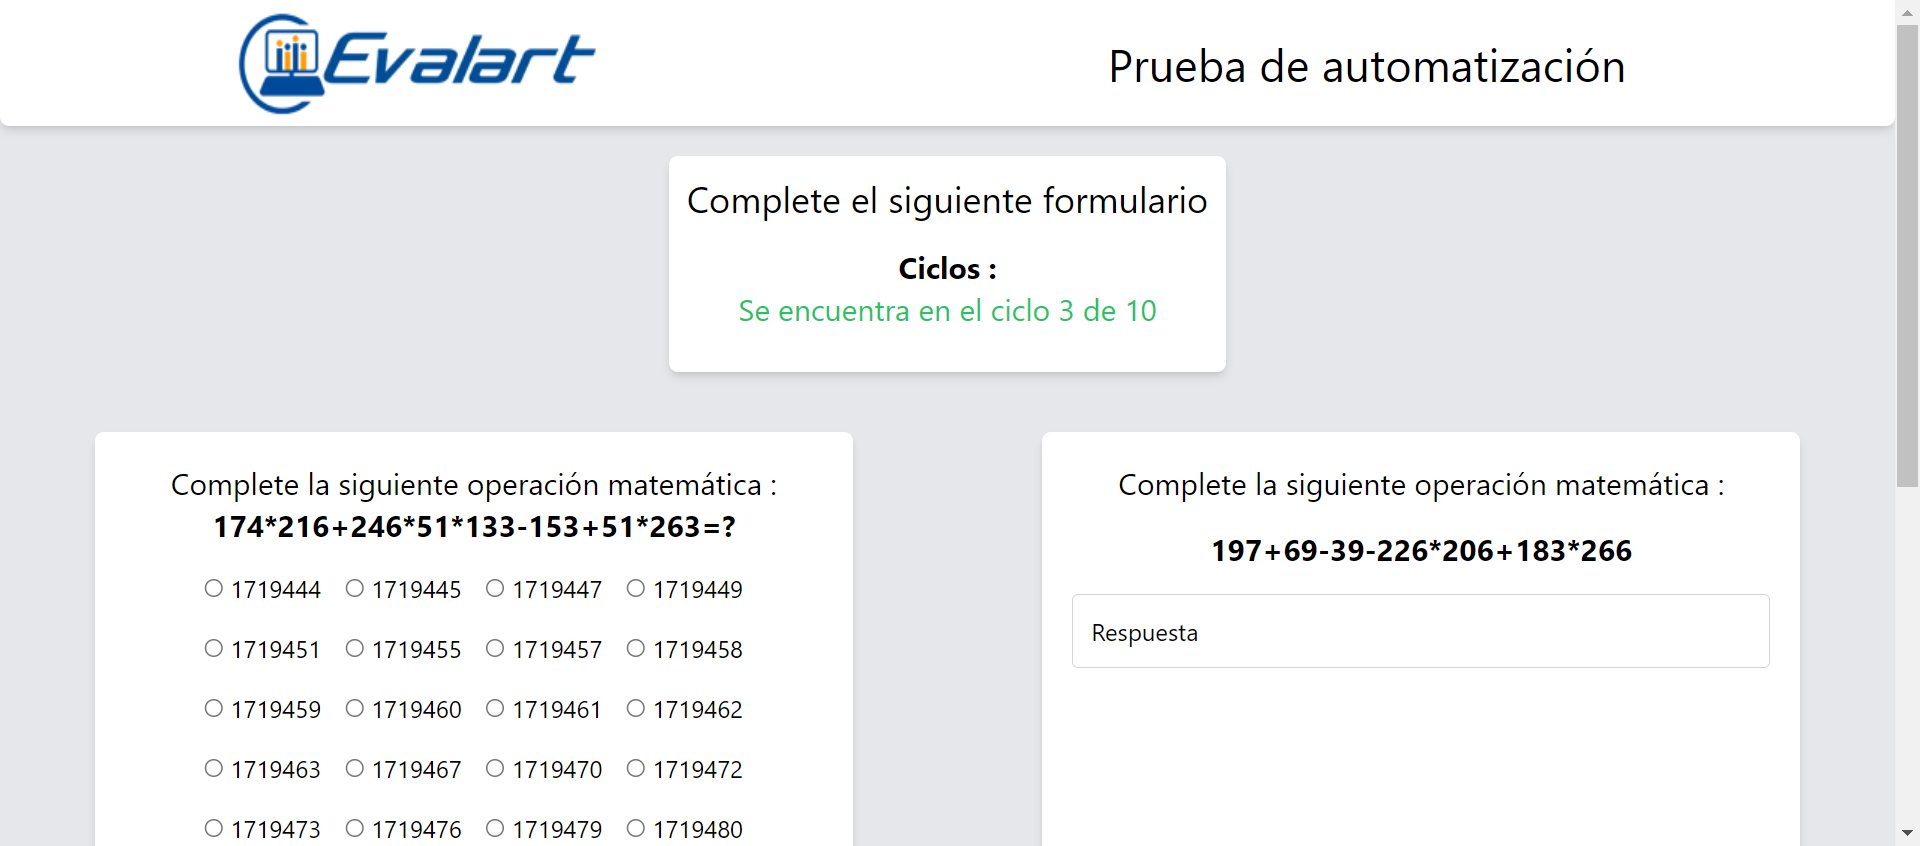 Evalart
Prueba de automatización
Complete el siguiente formulario
Ciclos :
Se encuentra en el ciclo 3 de 10
Complete la siguiente operación matemática :
174*216+246*51*133-153+51*263=?
1719444 1719445 1719447 1719449
1719451 1719455 1719457 1719458
1719459 1719460 1719461 1719462
1719463 1719467 1719470 1719472
1719473 1719476 1719479 1719480
Complete la siguiente operación matemática :
197+69-39-226*206+183*266
Respuesta